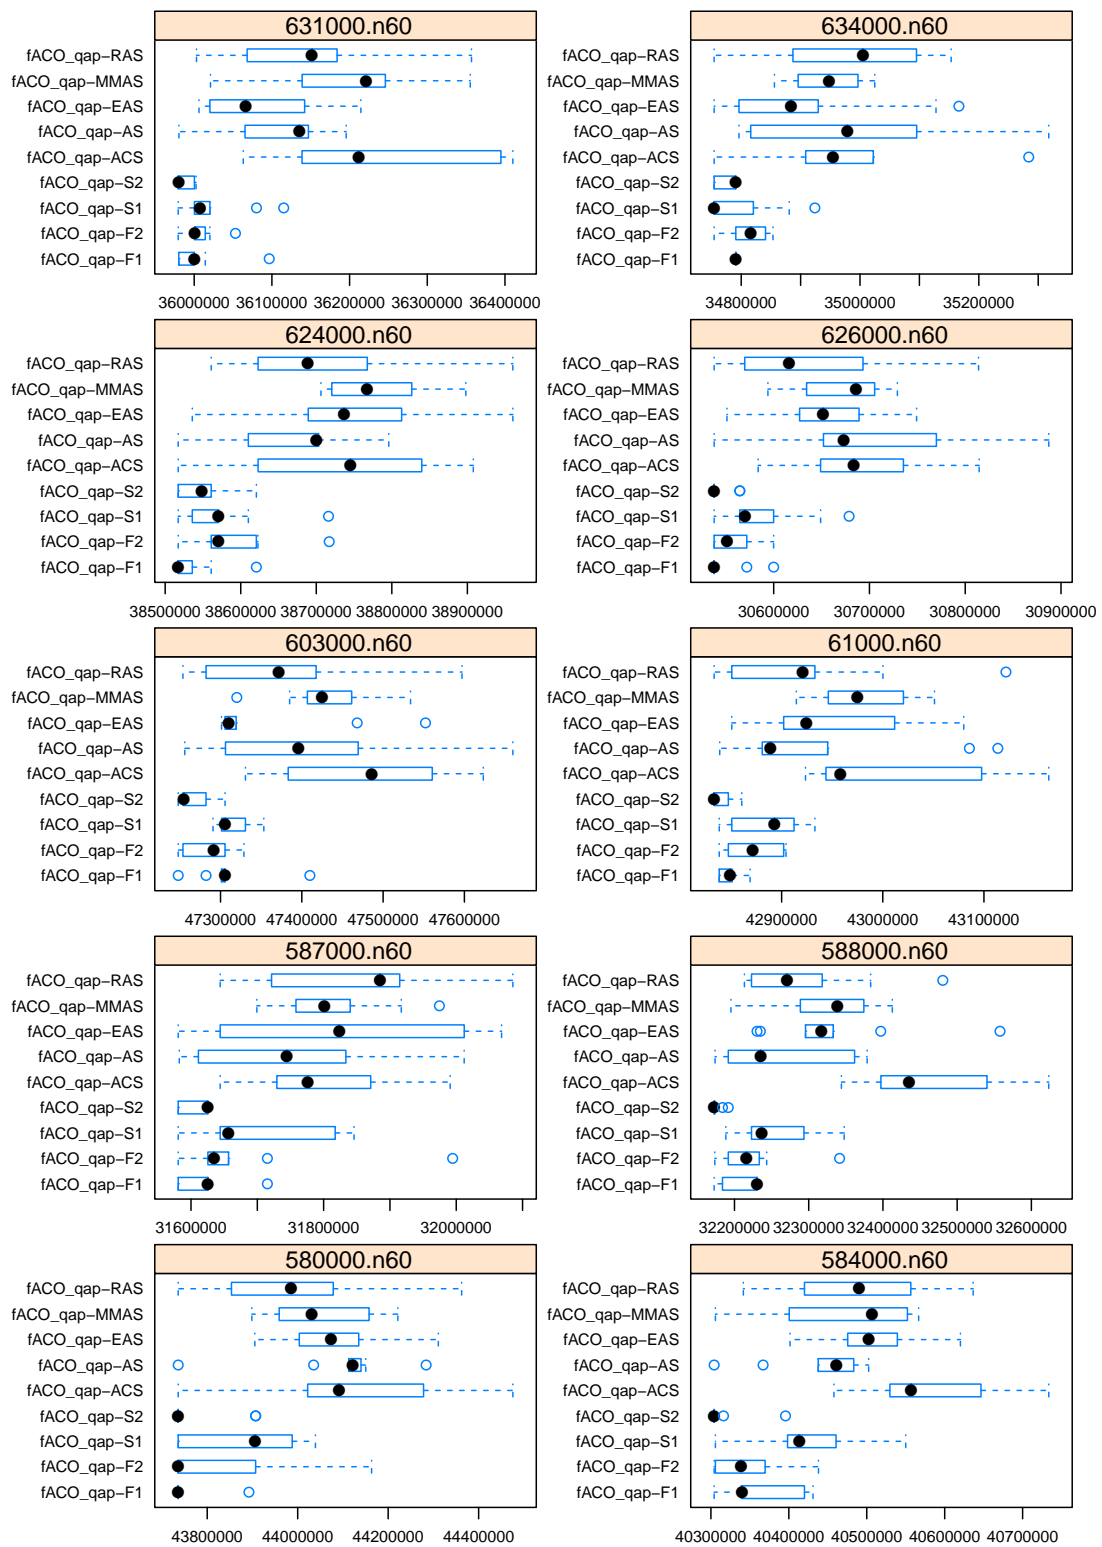 631000.n60
fACO_qap−RAS
fACO_qap−MMAS
fACO_qap−EAS
fACO_qap−AS
fACO_qap−ACS
fACO_qap−S2
fACO_qap−S1
fACO_qap−F2
fACO_qap−F1
36000000 36100000 36200000 36300000 36400000
634000.n60
fACO_qap−RAS
fACO_qap−MMAS
fACO_qap−EAS
fACO_qap−AS
fACO_qap−ACS
fACO_qap−S2
fACO_qap−S1
fACO_qap−F2
fACO_qap−F1
34800000 35000000 35200000
624000.n60
fACO_qap−RAS
fACO_qap−MMAS
fACO_qap−EAS
fACO_qap−AS
fACO_qap−ACS
fACO_qap−S2
fACO_qap−S1
fACO_qap−F2
fACO_qap−F1
38500000 38600000 38700000 38800000 38900000
626000.n60
fACO_qap−RAS
fACO_qap−MMAS
fACO_qap−EAS
fACO_qap−AS
fACO_qap−ACS
fACO_qap−S2
fACO_qap−S1
fACO_qap−F2
fACO_qap−F1
30600000 30700000 30800000 30900000
603000.n60
fACO_qap−RAS
fACO_qap−MMAS
fACO_qap−EAS
fACO_qap−AS
fACO_qap−ACS
fACO_qap−S2
fACO_qap−S1
fACO_qap−F2
fACO_qap−F1
47300000 47400000 47500000 47600000
61000.n60
fACO_qap−RAS
fACO_qap−MMAS
fACO_qap−EAS
fACO_qap−AS
fACO_qap−ACS
fACO_qap−S2
fACO_qap−S1
fACO_qap−F2
fACO_qap−F1
42900000 43000000 43100000
587000.n60
fACO_qap−RAS
fACO_qap−MMAS
fACO_qap−EAS
fACO_qap−AS
fACO_qap−ACS
fACO_qap−S2
fACO_qap−S1
fACO_qap−F2
fACO_qap−F1
31600000 31800000 32000000
588000.n60
fACO_qap−RAS
fACO_qap−MMAS
fACO_qap−EAS
fACO_qap−AS
fACO_qap−ACS
fACO_qap−S2
fACO_qap−S1
fACO_qap−F2
fACO_qap−F1
32200000 32300000 32400000 32500000 32600000
580000.n60
fACO_qap−RAS
fACO_qap−MMAS
fACO_qap−EAS
fACO_qap−AS
fACO_qap−ACS
fACO_qap−S2
fACO_qap−S1
fACO_qap−F2
fACO_qap−F1
43800000 44000000 44200000 44400000
584000.n60
fACO_qap−RAS
fACO_qap−MMAS
fACO_qap−EAS
fACO_qap−AS
fACO_qap−ACS
fACO_qap−S2
fACO_qap−S1
fACO_qap−F2
fACO_qap−F1
40300000 40400000 40500000 40600000 40700000